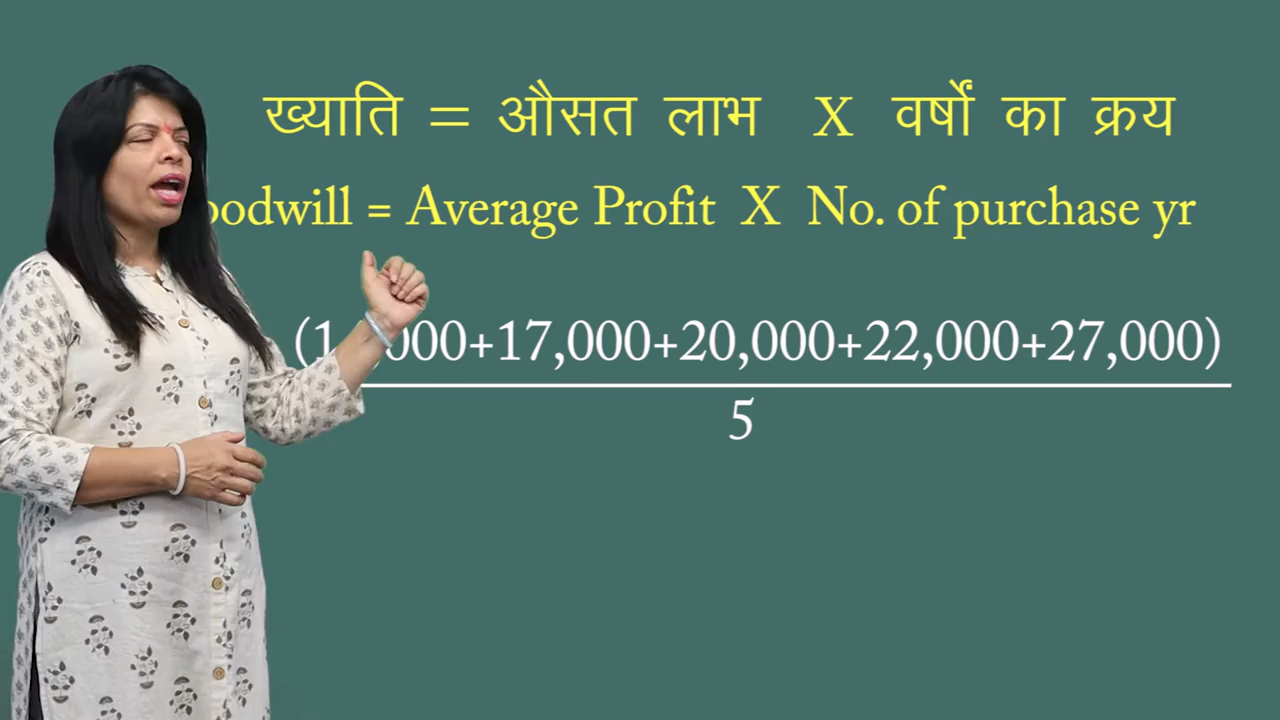 ख्याति = औसत लाभ X वर्षों का क्रय
oodwill = Average Profit X No. of purchase yr
000+17,000+20,000+22,000+27,000)
5